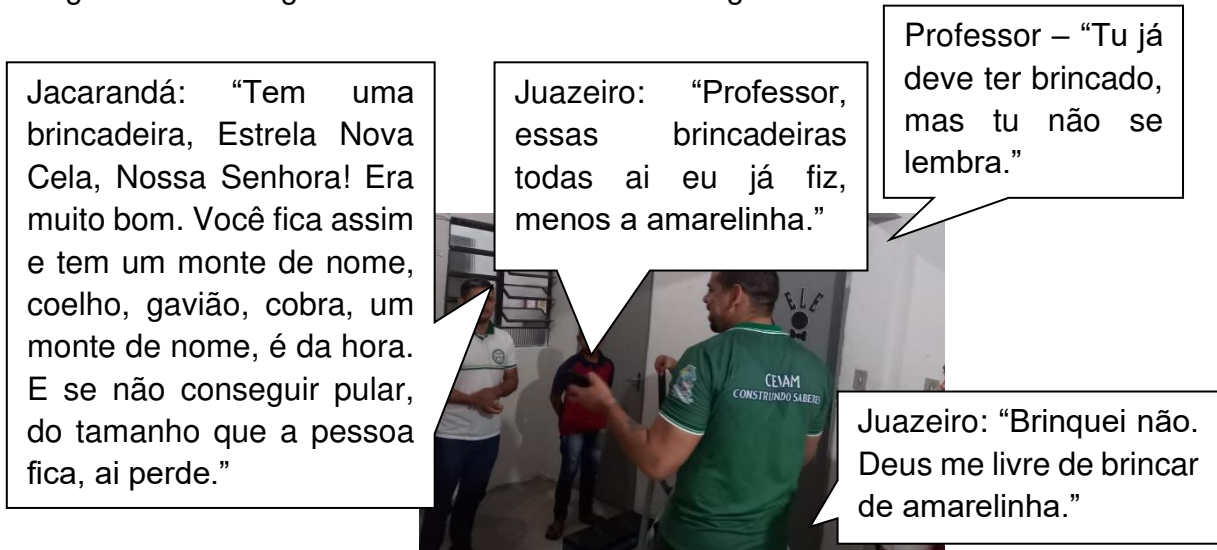 Jacarandá: “Tem uma
brincadeira, Estrela Nova
Cela, Nossa Senhora! Era
muito bom. Você fica assim
e tem um monte de nome,
coelho, gavião, cobra, um
monte de nome, é da hora.
E se não conseguir pular,
do tamanho que a pessoa
fica, ai perde.”
Juazeiro: “Professor,
essas brincadeiras
todas ai eu já fiz,
menos a amarelinha.”
Professor – “Tu já
deve ter brincado,
mas tu não se
lembra.”
ELE
CEVAM
CONSTRUINDO SABERES
Juazeiro: “Brinquei não.
Deus me livre de brincar
de amarelinha.”